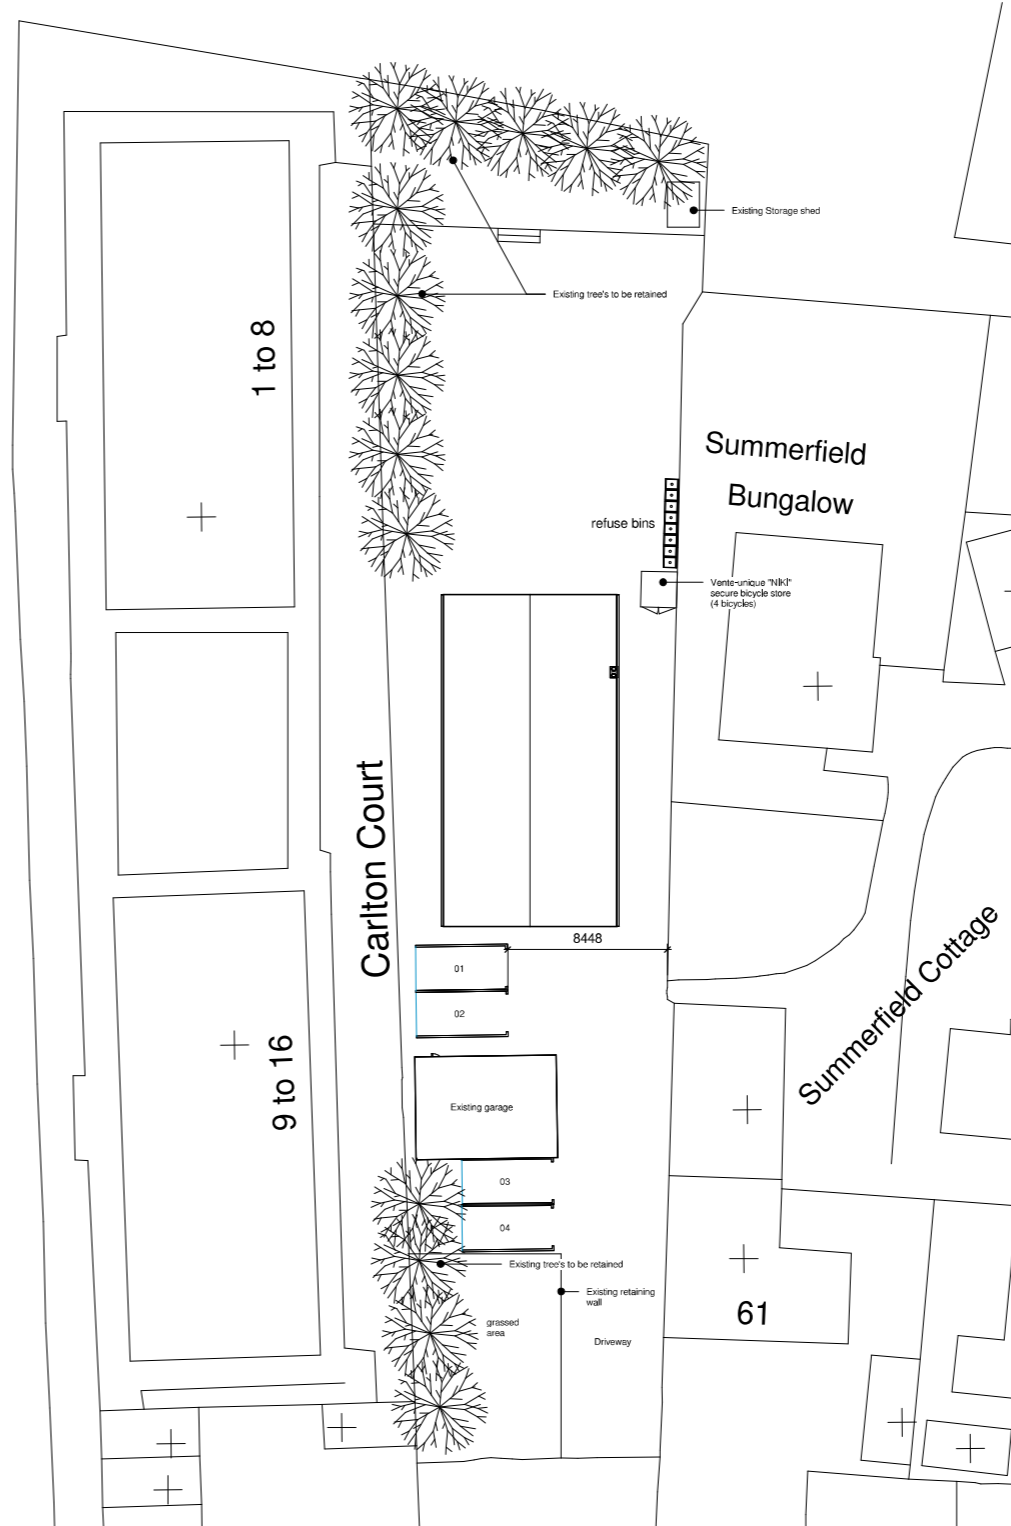 Existing Storage shed
Existing tree's to be retained
1 to 8
Summerfield
Bungalow
refuse bins
Vente-unique "NIKI"
secure bicycle store
(4 bicycles)
Carlton Court
8448
01
02
Summerfield Cottage
9 to 16
Existing garage
03
04
Existing tree's to be retained
Existing retaining
wall
61
grassed
area
Driveway